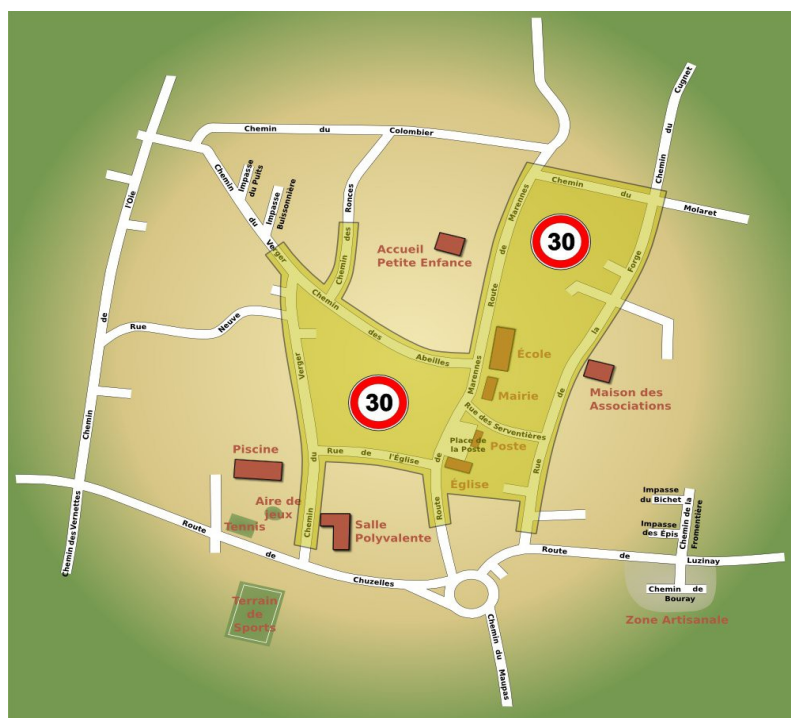 Chemin du Colombier
Chemin du Cugnet
Impasse
du Puits
Impasse
Buissonnière
Chemin du Verger
Chemin des Ronces
Chemin du Molaret
Route de Marennes
30
Accueil
Petite Enfance
Chemin de l'Oie
Rue Neuve
Chemin des Abeilles
Rue de la Forge
École
Mairie
Maison des
Associations
30
Marennes
Verger
Rue des Serventières
Place de
la Poste
Poste
Rue de l'Église
Église
Piscine
Aire de
jeux
Tennis
Chemin du
Salle
Polyvalente
Route de
Impasse
du Bichet
Impasse
des Épis
Chemin de la
Fromentière
Chemin des Vernettes
Route de Chuzelles
Route de Luzinay
Chemin de
Bouray
Zone Artisanale
Terrain
de
Sports
Chemin du Maupas